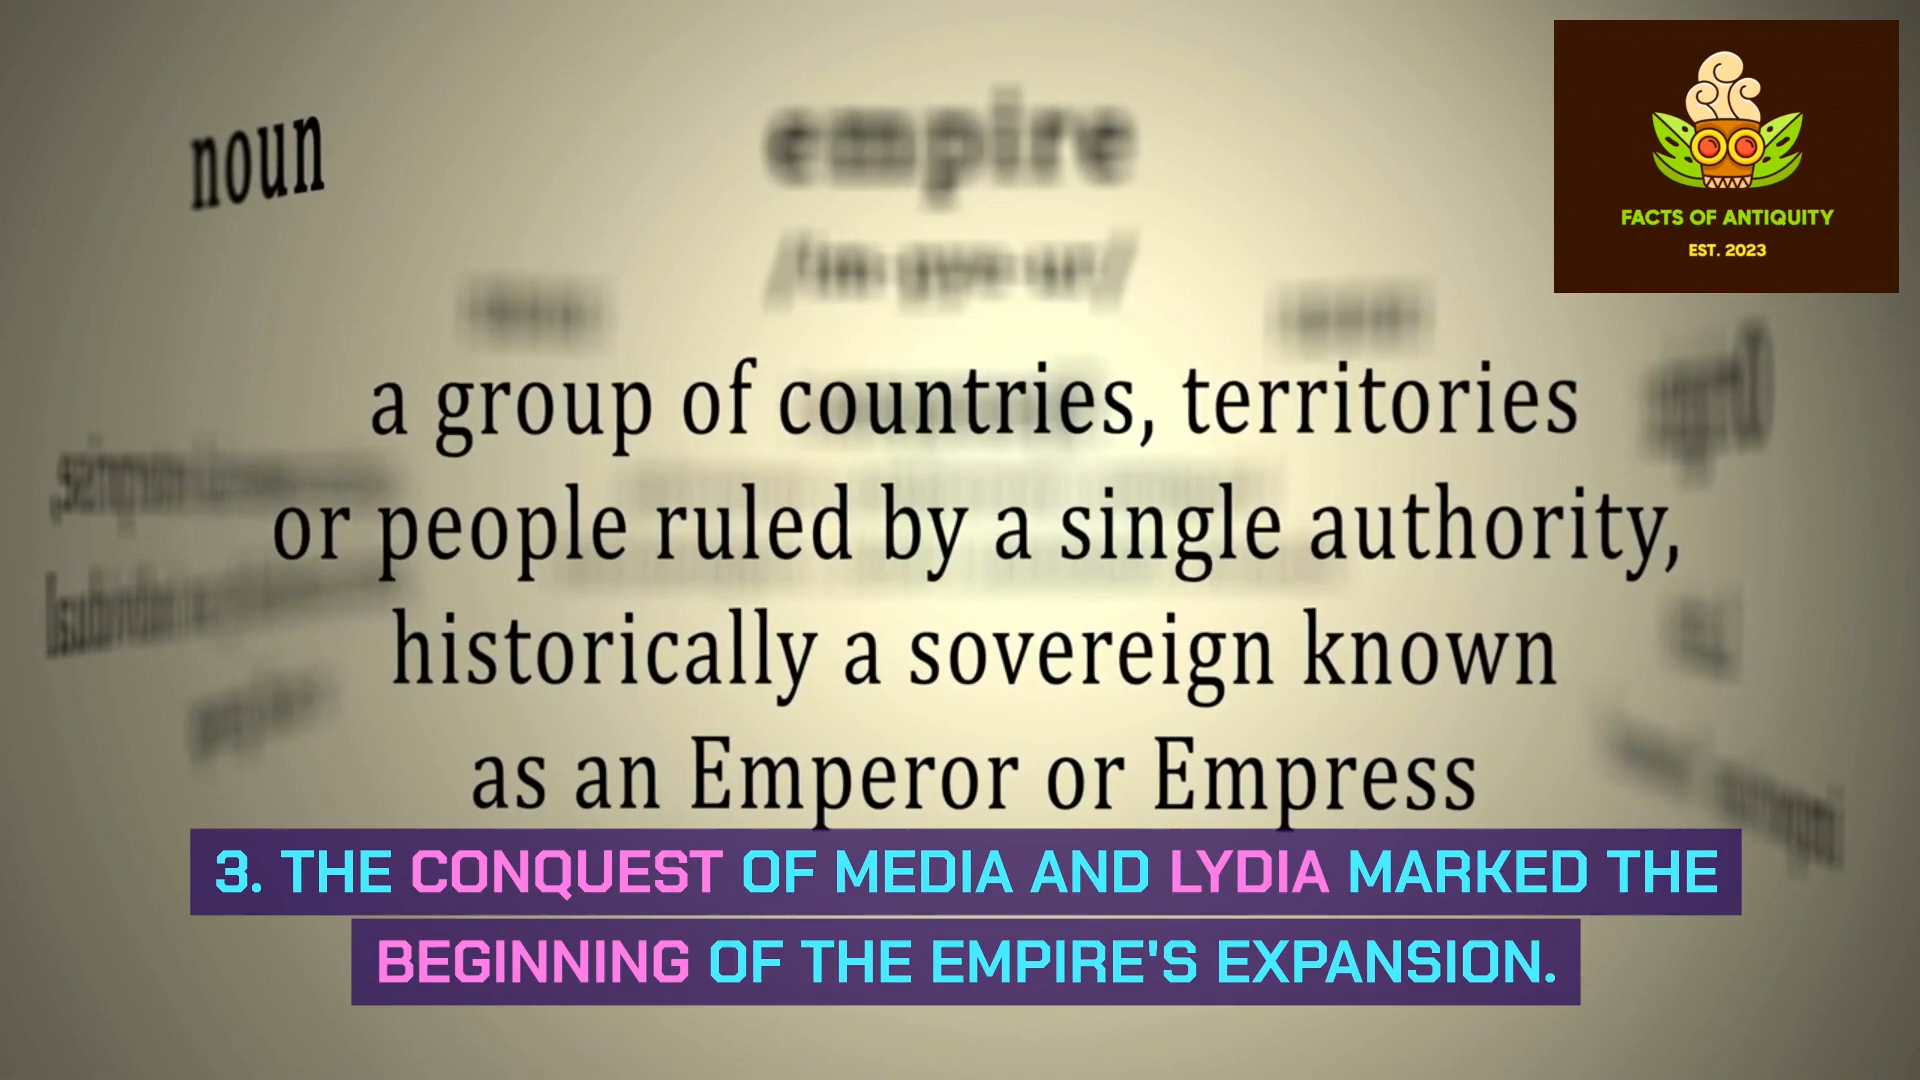 noun
empire
FACTS OF ANTIQUITY
EST. 2023
a group of countries, territories
or people ruled by a single authority,
historically a sovereign known
as an Emperor or Empress
3. THE CONQUEST OF MEDIA AND LYDIA MARKED THE
BEGINNING OF THE EMPIRE'S EXPANSION.